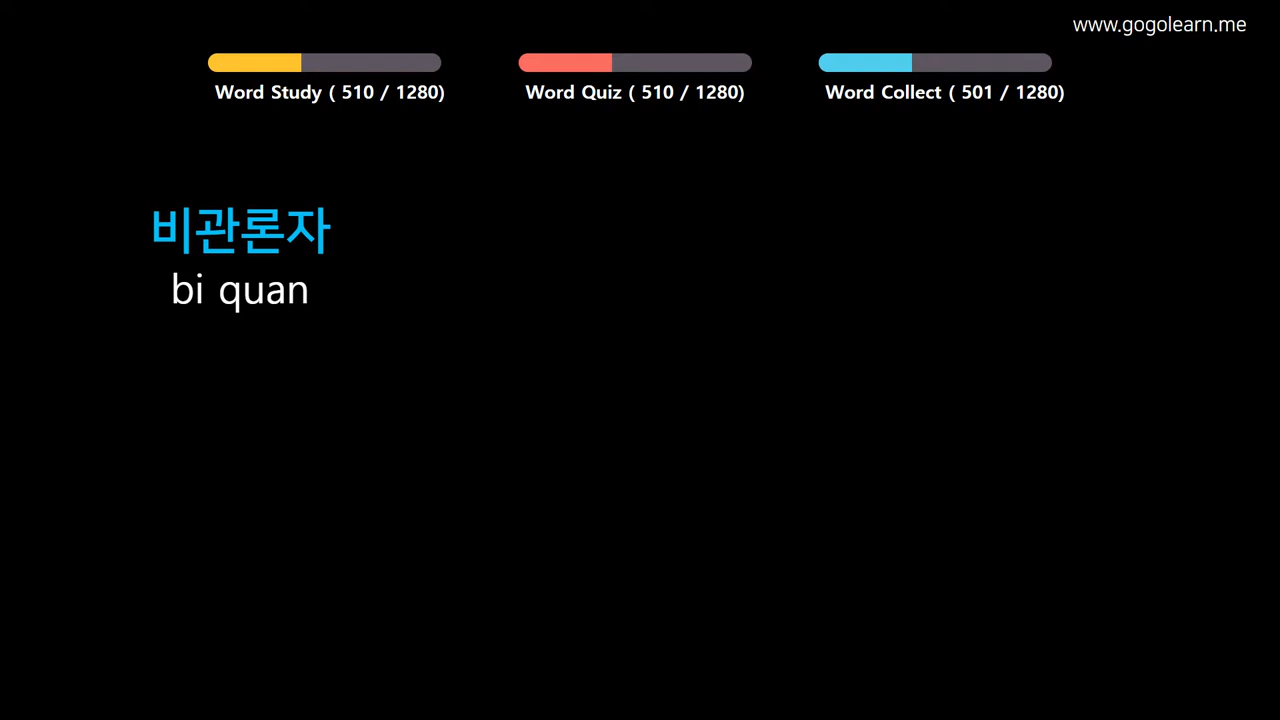 www.gogolearn.me
Word Study ( 510 / 1280)
Word Quiz ( 510 / 1280)
Word Collect ( 501 / 1280)
비관론자
bi quan